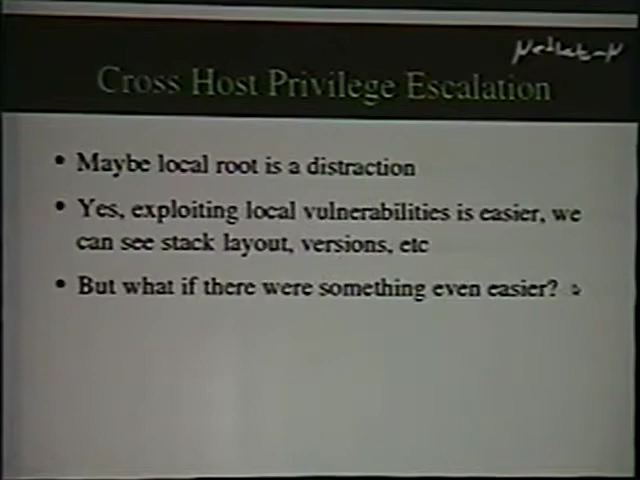 Cross Host Privilege Escalation
• Maybe local root is a distraction
• Yes, exploiting local vulnerabilities is easier, we
can see stack layout, versions, etc
• But what if there were something even easier?